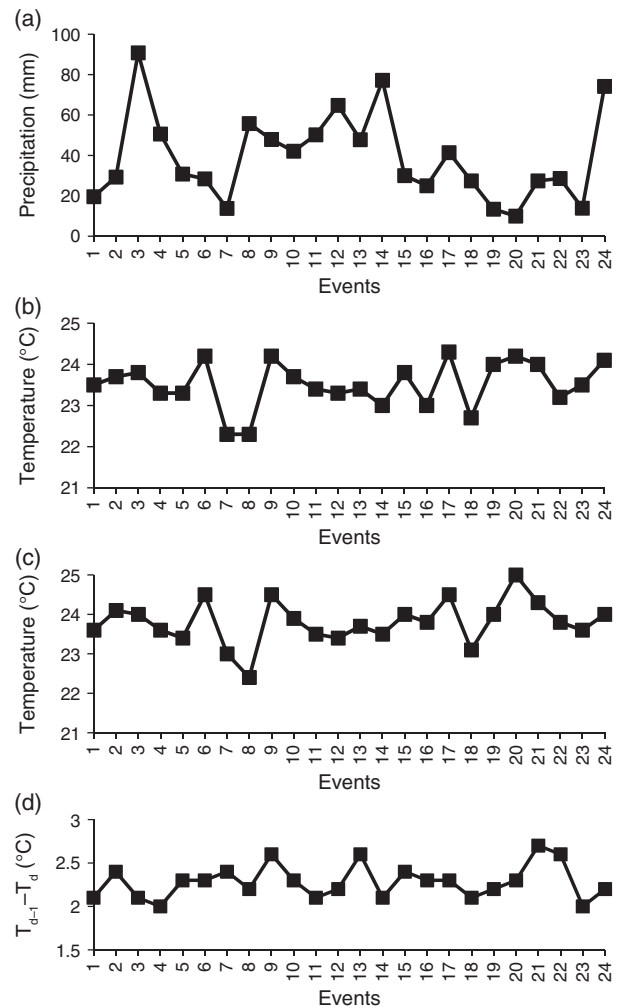 (a)
Precipitation (mm)
100
80
60
40
20
0
1 2 3 4 5 6 7 8 9 10 11 12 13 14 15 16 17 18 19 20 21 22 23 24
Events
(b)
Temperature (°C)
25
24
23
22
21
1 2 3 4 5 6 7 8 9 10 11 12 13 14 15 16 17 18 19 20 21 22 23 24
Events
(c)
Temperature (°C)
25
24
23
22
21
1 2 3 4 5 6 7 8 9 10 11 12 13 14 15 16 17 18 19 20 21 22 23 24
Events
(d)
T_{d–1}–T_d (°C)
3
2.5
2
1.5
1 2 3 4 5 6 7 8 9 10 11 12 13 14 15 16 17 18 19 20 21 22 23 24
Events